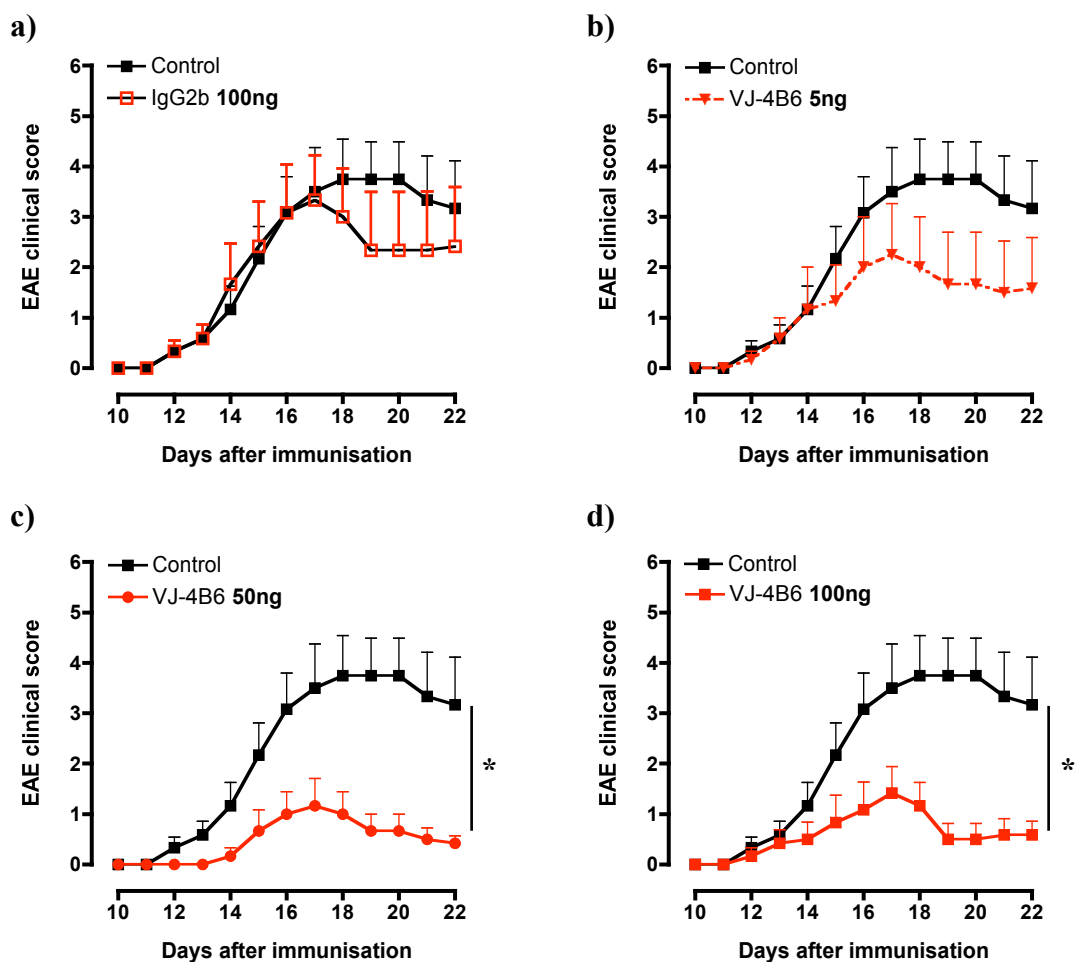 a)
Control
IgG2b 100ng
EAE clinical score
6
5
4
3
2
1
0
10 12 14 16 18 20 22
Days after immunisation
b)
Control
VJ-4B6 5ng
EAE clinical score
6
5
4
3
2
1
0
10 12 14 16 18 20 22
Days after immunisation
c)
Control
VJ-4B6 50ng
EAE clinical score
6
5
4
3
2
1
0
*
10 12 14 16 18 20 22
Days after immunisation
d)
Control
VJ-4B6 100ng
EAE clinical score
6
5
4
3
2
1
0
*
10 12 14 16 18 20 22
Days after immunisation